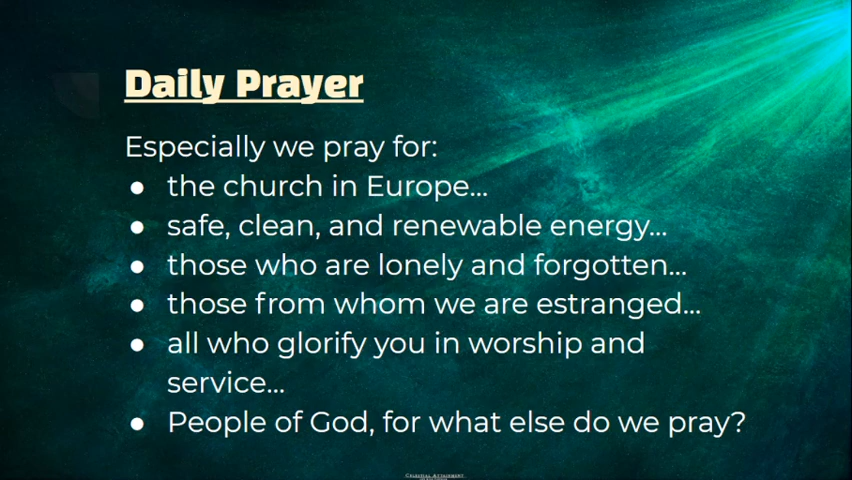 Daily Prayer
Especially we pray for:
● the church in Europe...
● safe, clean, and renewable energy...
● those who are lonely and forgotten...
● those from whom we are estranged...
● all who glorify you in worship and
service...
● People of God, for what else do we pray?
Celestial Attainment